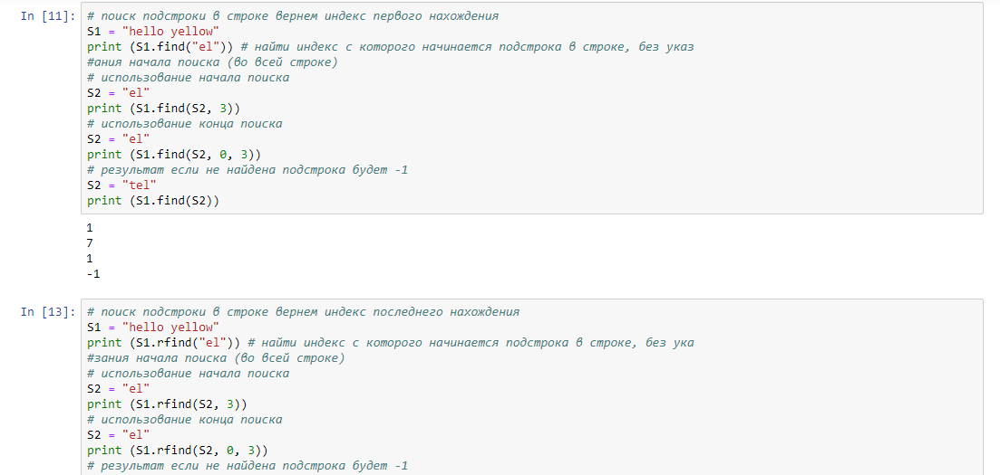 In [11]:
# поиск подстроки в строке вернем индекс первого нахождения
S1 = "hello yellow"
print (S1.find("el")) # найти индекс с которого начинается подстрока в строке, без указ
#ания начала поиска (во всей строке)
# использование начала поиска
S2 = "el"
print (S1.find(S2, 3))
# использование конца поиска
S2 = "el"
print (S1.find(S2, 0, 3))
# результат если не найдена подстрока будет -1
S2 = "tel"
print (S1.find(S2))
1
7
1
-1
In [13]:
# поиск подстроки в строке вернем индекс последнего нахождения
S1 = "hello yellow"
print (S1.rfind("el")) # найти индекс с которого начинается подстрока в строке, без ука
#зания начала поиска (во всей строке)
# использование начала поиска
S2 = "el"
print (S1.rfind(S2, 3))
# использование конца поиска
S2 = "el"
print (S1.rfind(S2, 0, 3))
# результат если не найдена подстрока будет -1